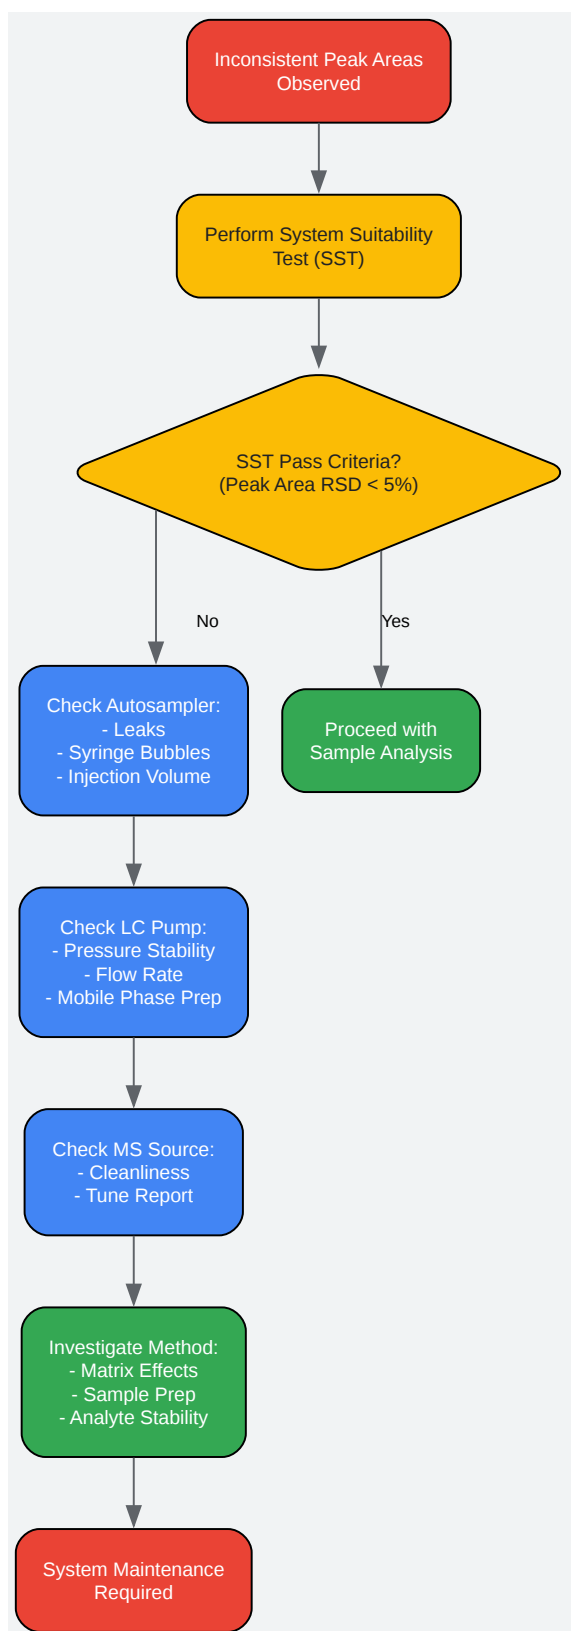 Inconsistent Peak Areas
Observed
Perform System Suitability
Test (SST)
SST Pass Criteria?
(Peak Area RSD < 5%)
No
Yes
Check Autosampler:
- Leaks
- Syringe Bubbles
- Injection Volume
Proceed with
Sample Analysis
Check LC Pump:
- Pressure Stability
- Flow Rate
- Mobile Phase Prep
Check MS Source:
- Cleanliness
- Tune Report
Investigate Method:
- Matrix Effects
- Sample Prep
- Analyte Stability
System Maintenance
Required